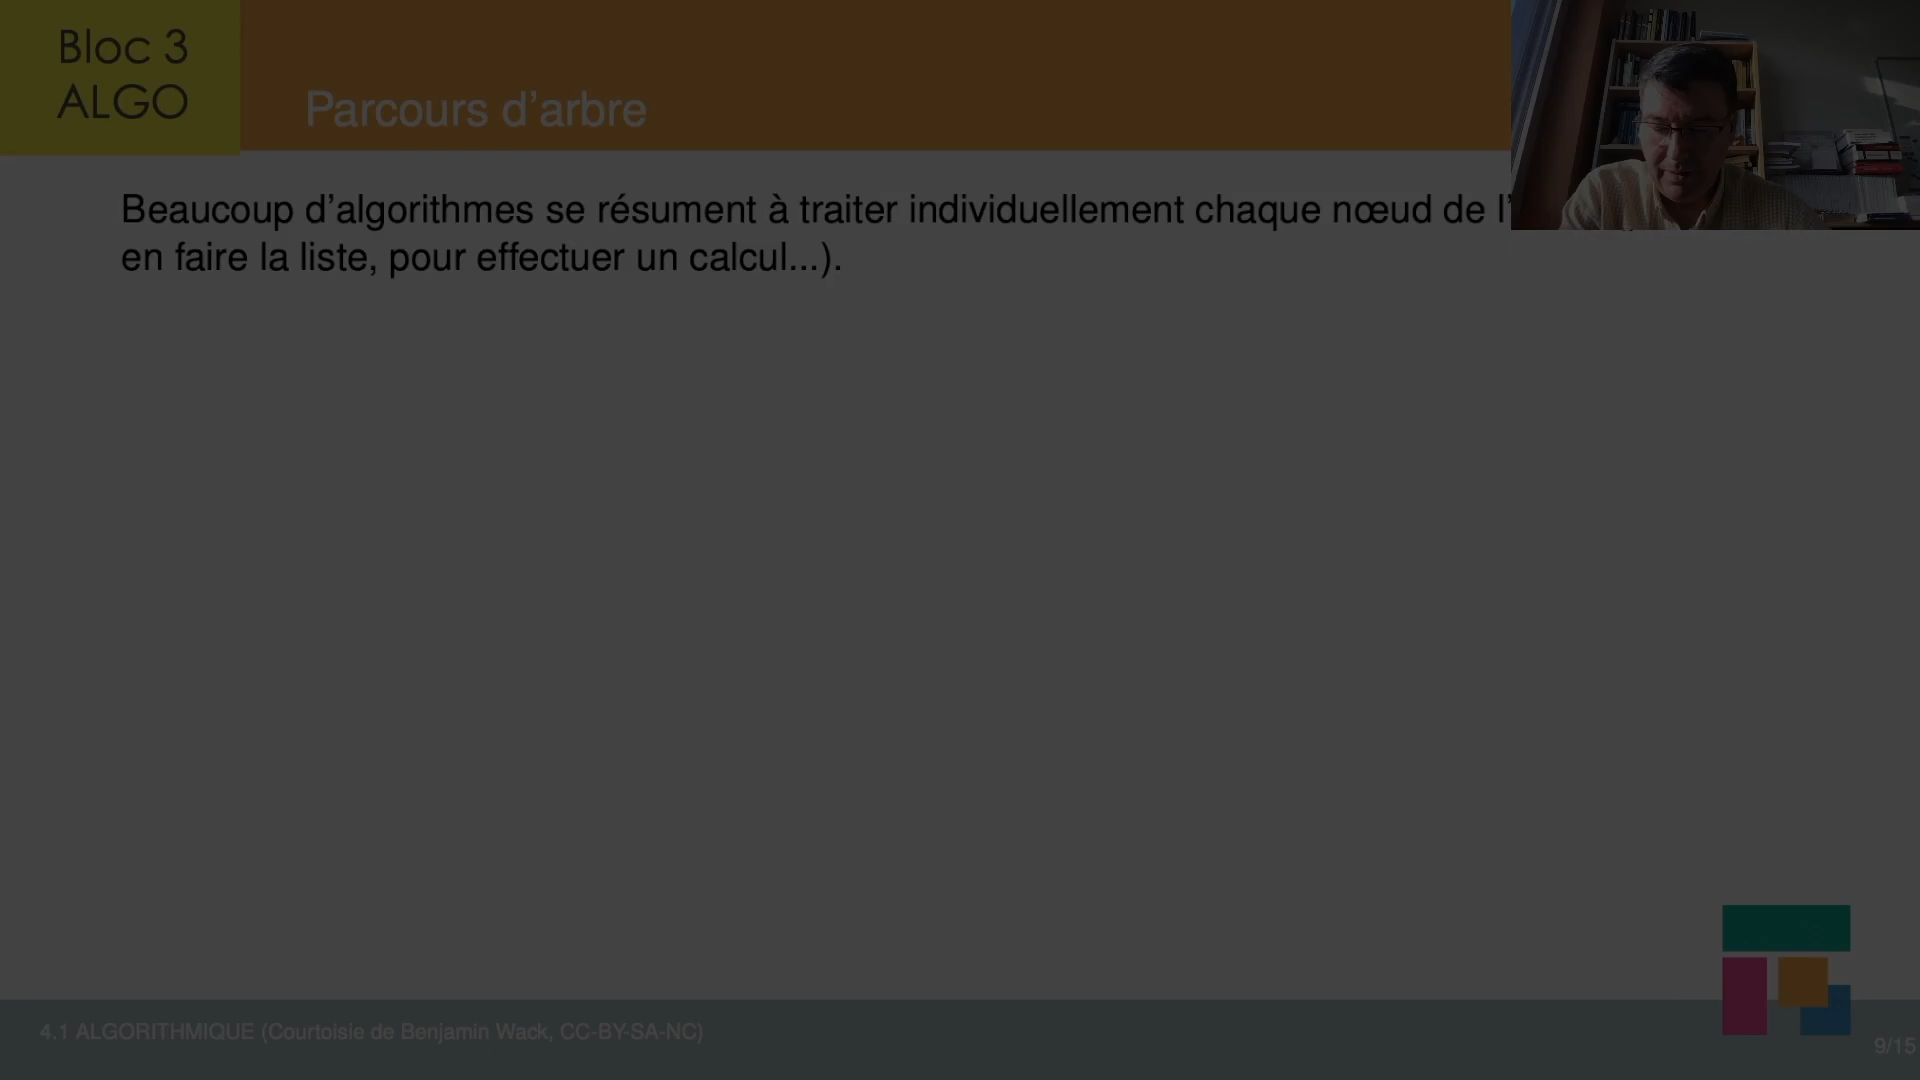 Bloc 3
ALGO
Parcours d'arbre
Beaucoup d'algorithmes se résument à traiter individuellement chaque nœud de l'
en faire la liste, pour effectuer un calcul...).
4.1 ALGORITHMIQUE (Courtoisie de Benjamin Wack, CC-BY-SA-NC)
9/15